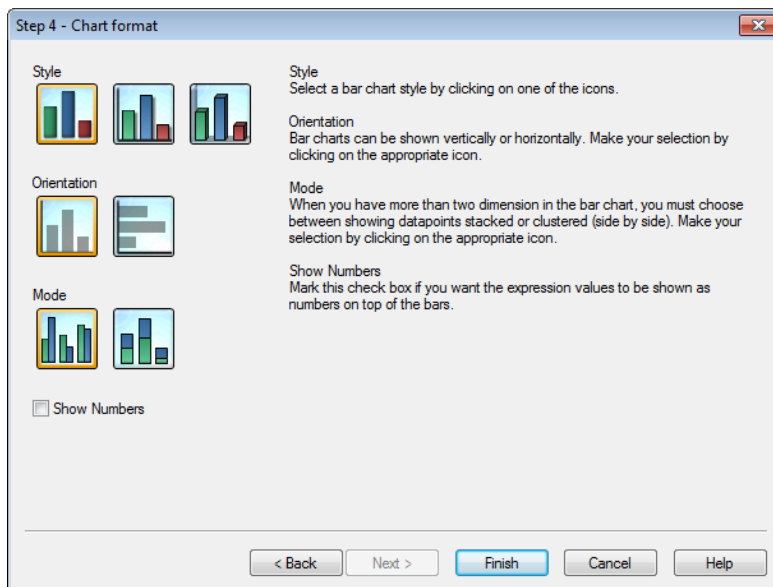 Step 4 - Chart format
Style
Orientation
Mode
Show Numbers
Style
Select a bar chart style by clicking on one of the icons.
Orientation
Bar charts can be shown vertically or horizontally. Make your selection by
clicking on the appropriate icon.
Mode
When you have more than two dimension in the bar chart, you must choose
between showing datapoints stacked or clustered (side by side). Make your
selection by clicking on the appropriate icon.
Show Numbers
Mark this check box if you want the expression values to be shown as
numbers on top of the bars.
< Back
Next >
Finish
Cancel
Help